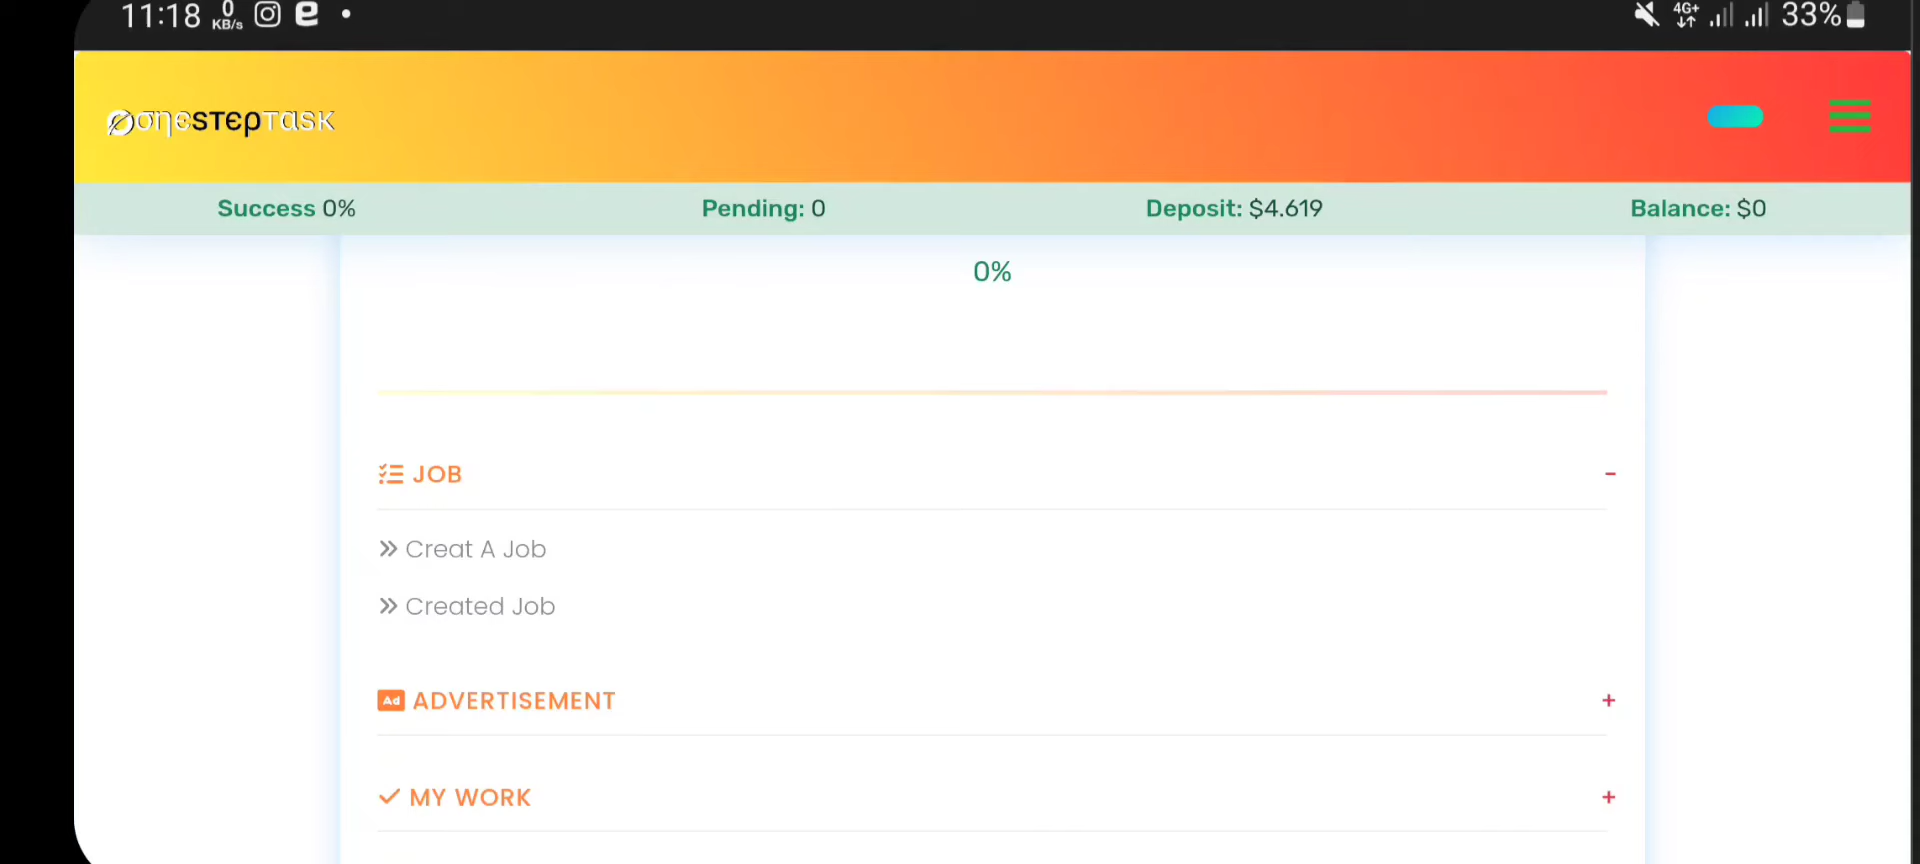 11:18 0 KB/s 4G+ 33%
onesteptask
Success 0% Pending: 0 Deposit: $4.619 Balance: $0
0%
JOB -
Creat A Job
Created Job
Ad ADVERTISEMENT +
MY WORK +